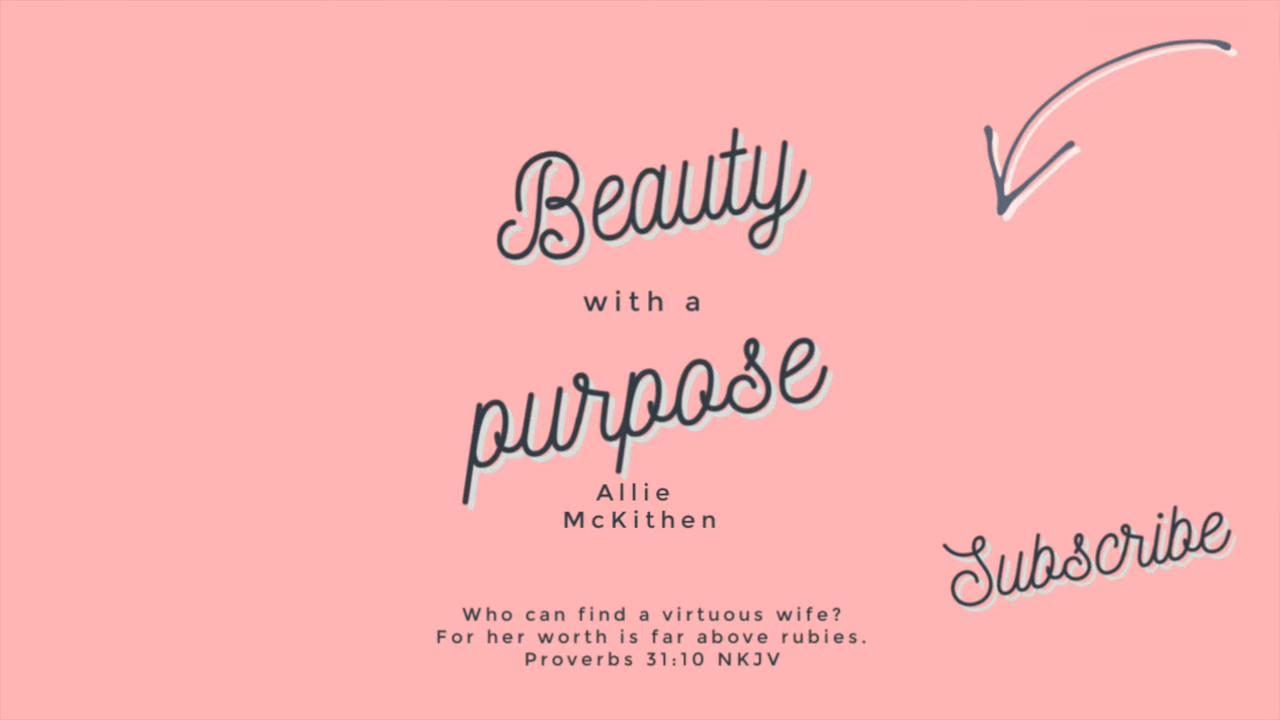 Beauty
with a
purpose
Allie
McKithen
Subscribe
Who can find a virtuous wife?
For her worth is far above rubies.
Proverbs 31:10 NKJV